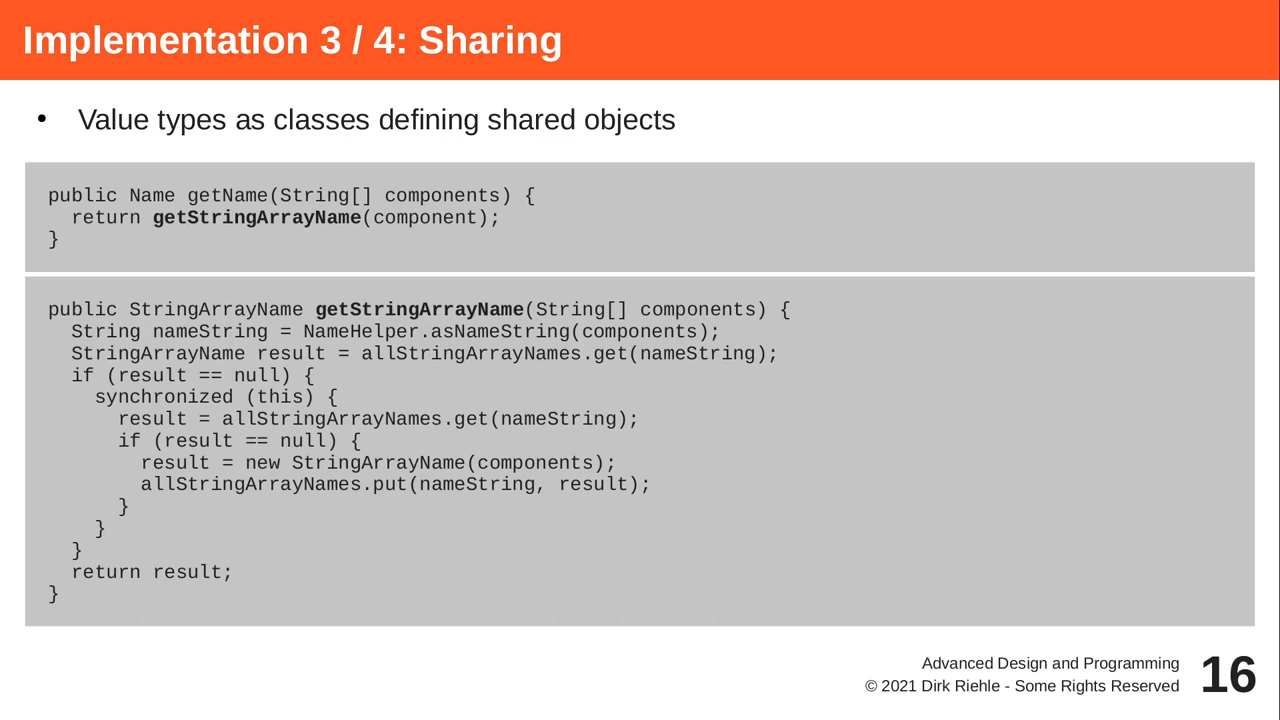 Implementation 3 / 4: Sharing
• Value types as classes defining shared objects
public Name getName(String[] components) {
  return getStringArrayName(component);
}
public StringArrayName getStringArrayName(String[] components) {
  String nameString = NameHelper.asNameString(components);
  StringArrayName result = allStringArrayNames.get(nameString);
  if (result == null) {
    synchronized (this) {
      result = allStringArrayNames.get(nameString);
      if (result == null) {
        result = new StringArrayName(components);
        allStringArrayNames.put(nameString, result);
      }
    }
  }
  return result;
}
Advanced Design and Programming
© 2021 Dirk Riehle - Some Rights Reserved
16